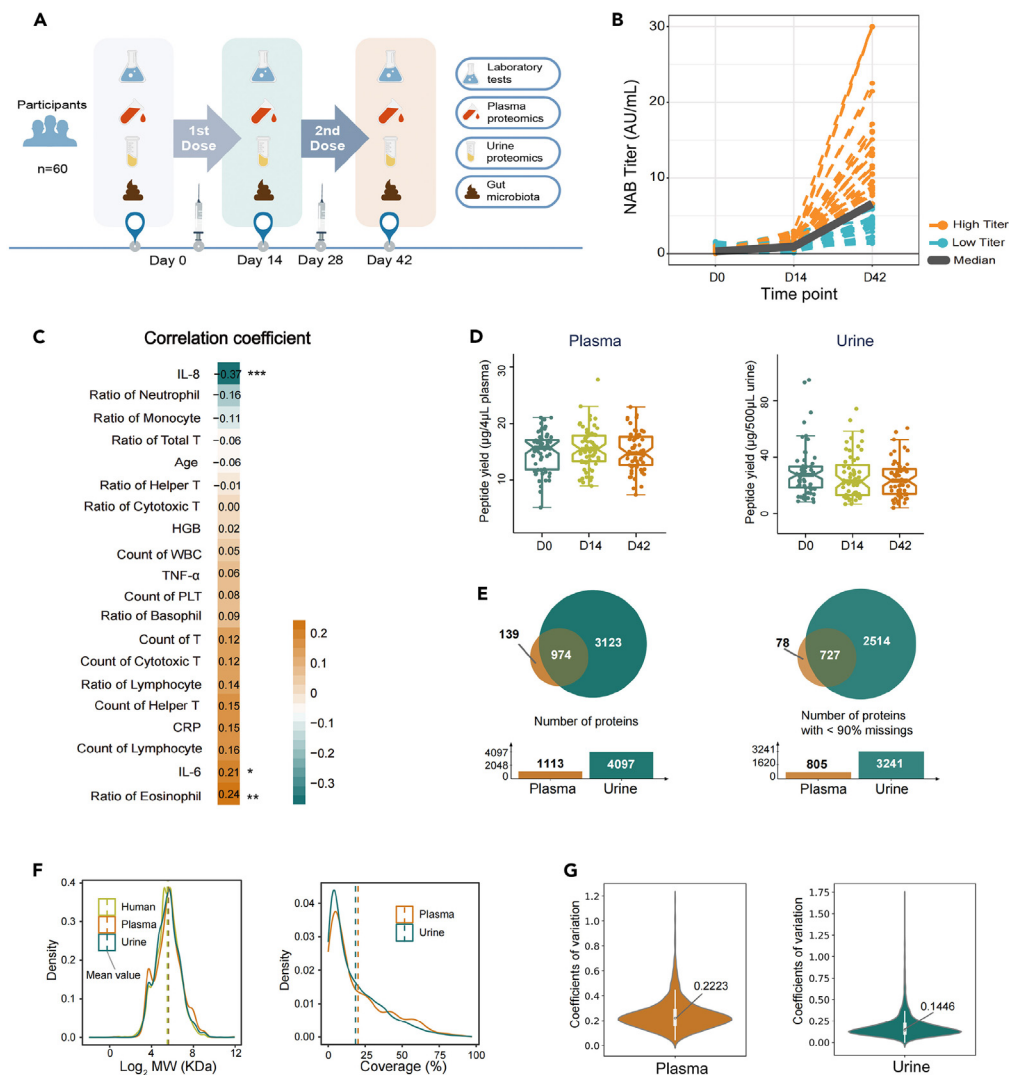 A
Participants
n=60
1st
Dose
2nd
Dose
Laboratory
tests
Plasma
proteomics
Urine
proteomics
Gut
microbiota
Day 0
Day 14
Day 28
Day 42
B
NAB Titer (AU/mL)
30
20
10
0
D0
D14
D42
Time point
High Titer
Low Titer
Median
C
Correlation coefficient
IL-8 -0.37 ***
Ratio of Neutrophil -0.16
Ratio of Monocyte -0.11
Ratio of Total T -0.06
Age -0.06
Ratio of Helper T -0.01
Ratio of Cytotoxic T 0.00
HGB 0.02
Count of WBC 0.05
TNF-α 0.06
Count of PLT 0.08
Ratio of Basophil 0.09
Count of T 0.12
Count of Cytotoxic T 0.12
Ratio of Lymphocyte 0.14
Count of Helper T 0.15
CRP 0.15
Count of Lymphocyte 0.16
IL-6 0.21 *
Ratio of Eosinophil 0.24 **
0.2
0.1
0
−0.1
−0.2
−0.3
D
Plasma
Peptide yield (µg/4µL plasma)
30
20
10
D0
D14
D42
Urine
Peptide yield (µg/500µL urine)
80
40
0
D0
D14
D42
E
139
974
3123
Number of proteins
4097
2048
0
1113
4097
Plasma
Urine
78
727
2514
Number of proteins
with < 90% missings
3241
1620
0
805
3241
Plasma
Urine
F
Density
0.4
0.3
0.2
0.1
0.0
Human
Plasma
Urine
Mean value
0
4
8
12
Log2 MW (KDa)
Density
0.05
0.04
0.03
0.02
0.01
0.00
Plasma
Urine
0
25
50
75
100
Coverage (%)
G
Coefficients of variation
1.2
1.0
0.8
0.6
0.4
0.2
0.0
0.2223
Plasma
Coefficients of variation
1.75
1.50
1.25
1.00
0.75
0.50
0.25
0.00
0.1446
Urine